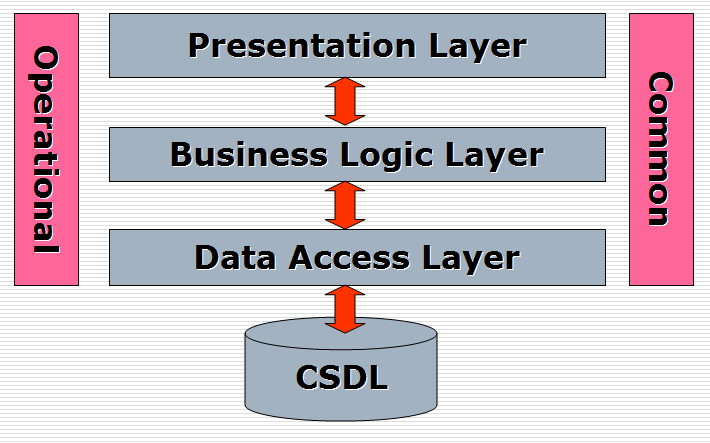 Operational
Presentation Layer
Business Logic Layer
Data Access Layer
CSDL
Common